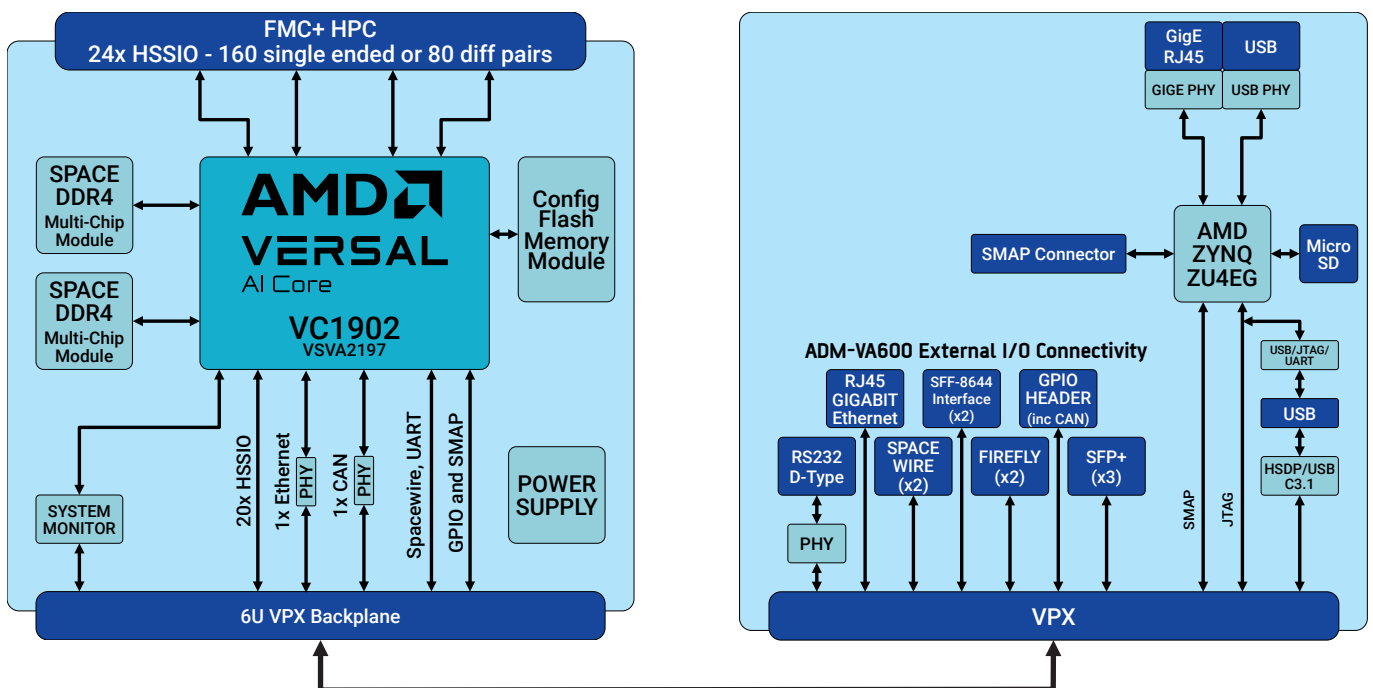 FMC+ HPC
24x HSSIO - 160 single ended or 80 diff pairs
SPACE
DDR4
Multi-Chip
Module
SPACE
DDR4
Multi-Chip
Module
AMD
VERSAL
AI Core
VC1902
VSVA2197
Config
Flash
Memory
Module
SYSTEM
MONITOR
20x HSSIO
1x Ethernet
PHY
1x CAN
PHY
Spacewire, UART
GPIO and SMAP
POWER
SUPPLY
6U VPX Backplane
GigE
RJ45
USB
GIGE PHY
USB PHY
SMAP Connector
AMD
ZYNQ
ZU4EG
Micro
SD
ADM-VA600 External I/O Connectivity
RJ45
GIGABIT
Ethernet
SFF-8644
Interface
(x2)
GPIO
HEADER
(inc CAN)
RS232
D-Type
SPACE
WIRE
(x2)
FIREFLY
(x2)
SFP+
(x3)
PHY
SMAP
JTAG
USB/JTAG/
UART
USB
HSDP/USB
C3.1
VPX